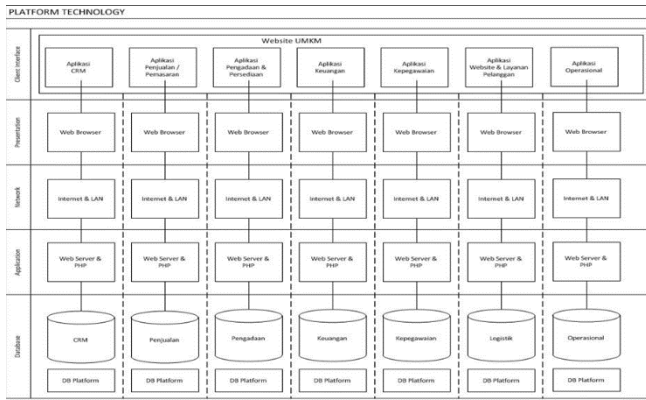 PLATFORM TECHNOLOGY
Client Interface
Website UMKM
Aplikasi
CRM
Aplikasi
Penjualan /
Pemasaran
Aplikasi
Pengadaan &
Persediaan
Aplikasi
Keuangan
Aplikasi
Kepegawaian
Aplikasi
Website & Layanan
Pelanggan
Aplikasi
Operasional
Presentation
Web Browser
Web Browser
Web Browser
Web Browser
Web Browser
Web Browser
Web Browser
Network
Internet & LAN
Internet & LAN
Internet & LAN
Internet & LAN
Internet & LAN
Internet & LAN
Internet & LAN
Application
Web Server &
PHP
Web Server &
PHP
Web Server &
PHP
Web Server &
PHP
Web Server &
PHP
Web Server &
PHP
Web Server &
PHP
Database
CRM
Penjualan
Pengadaan
Keuangan
Kepegawaian
Logistik
Operasional
DB Platform
DB Platform
DB Platform
DB Platform
DB Platform
DB Platform
DB Platform